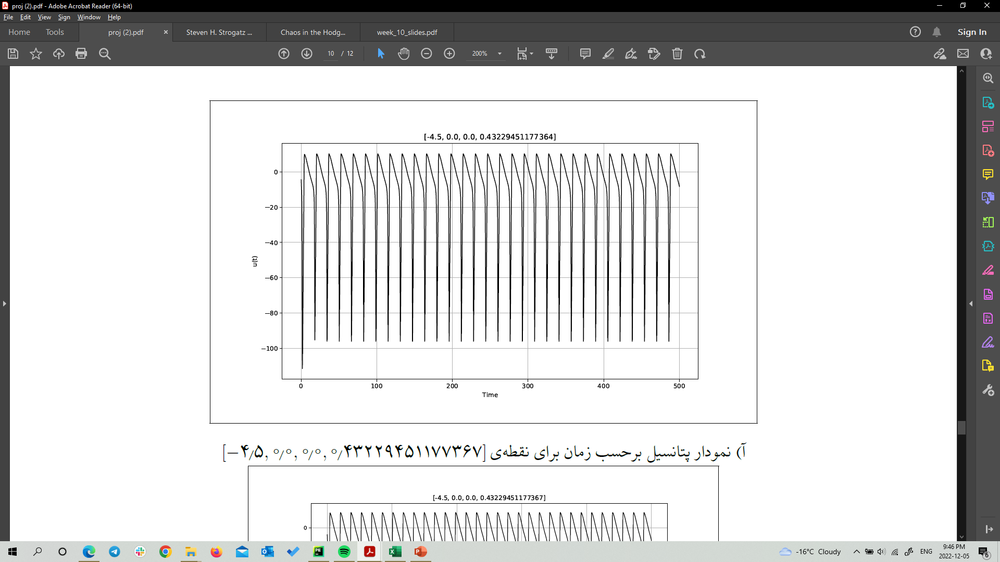 proj (2).pdf - Adobe Acrobat Reader (64-bit)
File Edit View Sign Window Help
Home Tools proj (2).pdf × Steven H. Strogatz ... Chaos in the Hodg... week_10_slides.pdf Sign In
10 / 12 200%
[-4.5, 0.0, 0.0, 0.43229451177364]
0
−20
−40
−60
−80
−100
u(t)
0 100 200 300 400 500
Time
آ) نمودار پتانسیل برحسب زمان برای نقطه‌ی [−۴/۵, ۰/۰, ۰/۰, ۰/۴۳۲۲۹۴۵۱۱۷۷۳۶۷]
[-4.5, 0.0, 0.0, 0.43229451177367]
0
-16°C Cloudy ENG 9:46 PM
2022-12-05
6